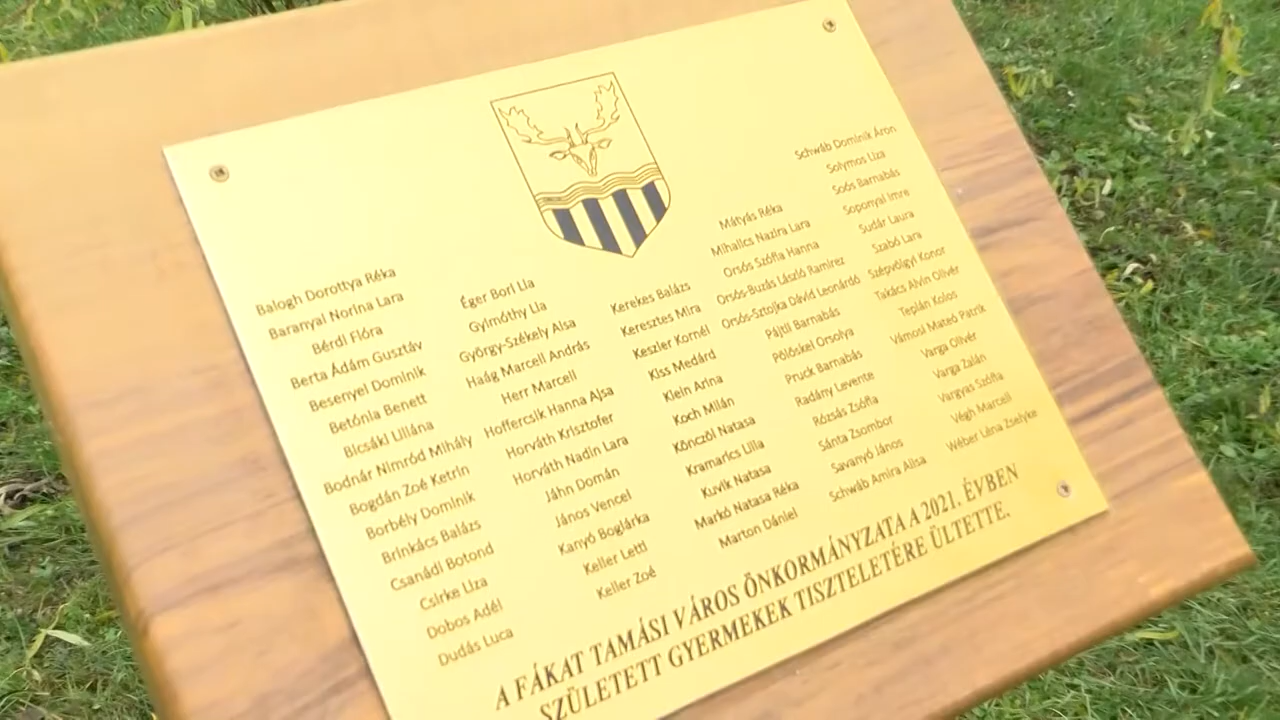 Balogh Dorottya Réka
Baranyai Norina Lara
Bérdi Flóra
Berta Ádám Gusztáv
Besenyei Dominik
Betónia Benett
Bicsáki Liliána
Bodnár Nimród Mihály
Bogdán Zoé Ketrin
Borbély Dominik
Brinkács Balázs
Csanádi Botond
Csirke Liza
Dobos Adél
Dudás Luca
Éger Bori Lia
Gyimóthy Lia
György-Székely Alsa
Haág Marcell András
Herr Marcell
Hoffercsik Hanna Ajsa
Horváth Krisztofer
Horváth Nadin Lara
Jáhn Domán
János Vencel
Kanyó Boglárka
Keller Letti
Keller Zoé
Kerekes Balázs
Keresztes Mira
Keszler Kornél
Kiss Medárd
Klein Arina
Koch Milán
Könczöl Natasa
Kramarics Lilla
Kuvik Natasa
Markó Natasa Réka
Marton Dániel
Mátyás Réka
Mihalics Nazira Lara
Orsós Szófia Hanna
Orsós-Buzás László Ramirez
Orsós-Sztojka Dávid Leonárdó
Pájtli Barnabás
Pölöskei Orsolya
Pruck Barnabás
Radány Levente
Rózsás Zsófia
Sánta Zsombor
Savanyó János
Schwáb Amira Alisa
Schwáb Dominik Áron
Solymos Liza
Soós Barnabás
Soponyai Imre
Sudár Laura
Szabó Lara
Szépvölgyi Konor
Takács Alvin Olivér
Tepián Kolos
Vámosi Mateó Patrik
Varga Olivér
Varga Zalán
Vargyas Szófia
Végh Marcell
Wéber Léna Zselyke
A FÁKAT TAMÁSI VÁROS ÖNKORMÁNYZATA A 2021. ÉVBEN
SZÜLETETT GYERMEKEK TISZTELETÉRE ÜLTETTE.